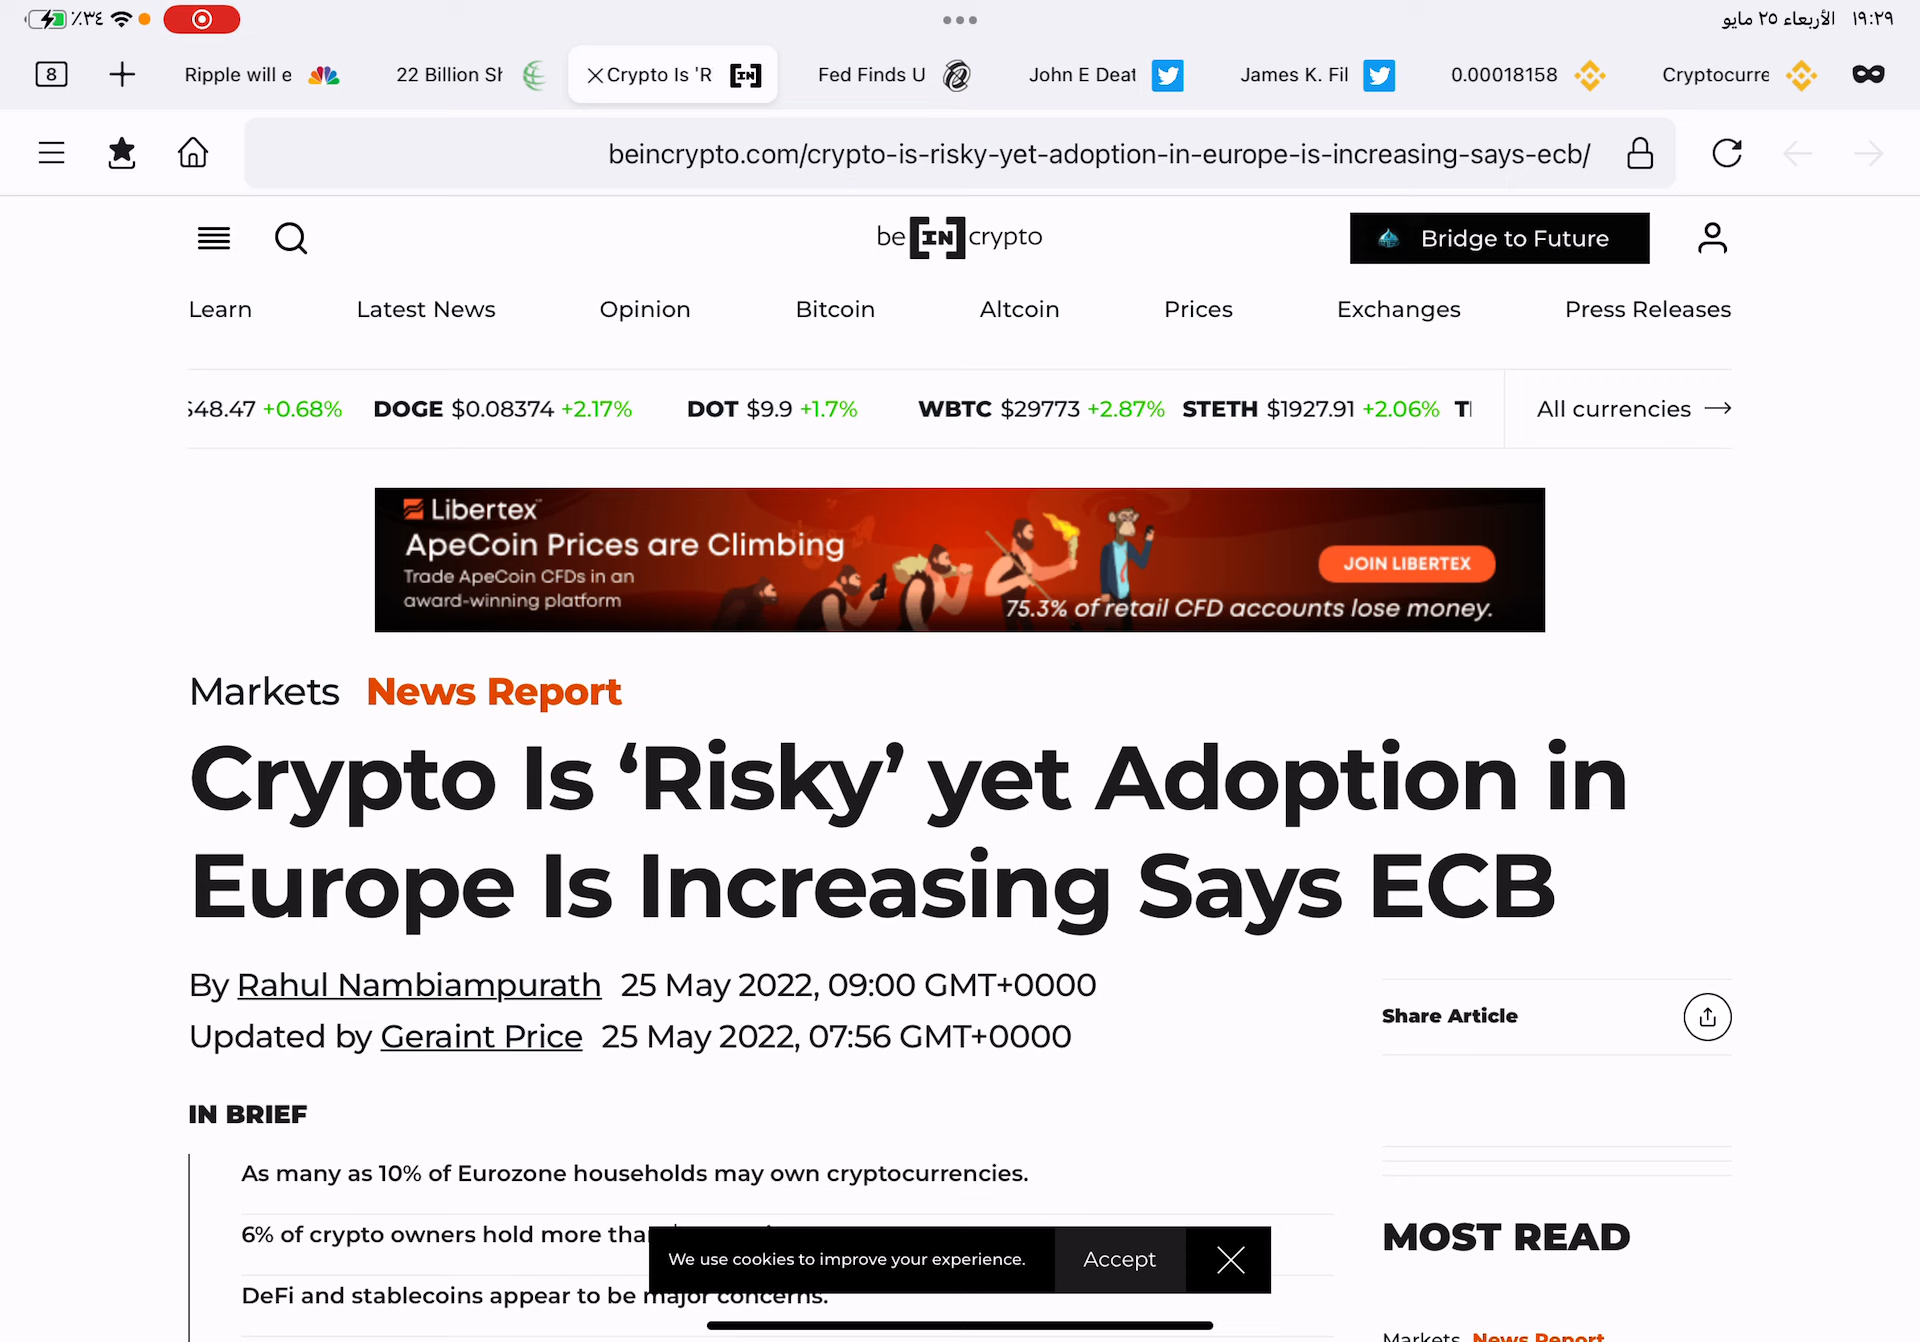 ٪٣٤
الأربعاء ٢٥ مايو ١٩:٢٩
8
Ripple will e
22 Billion Sh
Crypto Is 'R
Fed Finds U
John E Deat
James K. Fil
0.00018158
Cryptocurre
beincrypto.com/crypto-is-risky-yet-adoption-in-europe-is-increasing-says-ecb/
be[IN]crypto
Bridge to Future
Learn
Latest News
Opinion
Bitcoin
Altcoin
Prices
Exchanges
Press Releases
$48.47 +0.68% DOGE $0.08374 +2.17% DOT $9.9 +1.7% WBTC $29773 +2.87% STETH $1927.91 +2.06%
All currencies →
Libertex
ApeCoin Prices are Climbing
Trade ApeCoin CFDs in an
award-winning platform
JOIN LIBERTEX
75.3% of retail CFD accounts lose money.
Markets News Report
Crypto Is ‘Risky’ yet Adoption in
Europe Is Increasing Says ECB
By Rahul Nambiampurath 25 May 2022, 09:00 GMT+0000
Updated by Geraint Price 25 May 2022, 07:56 GMT+0000
Share Article
IN BRIEF
As many as 10% of Eurozone households may own cryptocurrencies.
6% of crypto owners hold more than
DeFi and stablecoins appear to be major concerns.
We use cookies to improve your experience.
Accept
MOST READ
Markets News Report